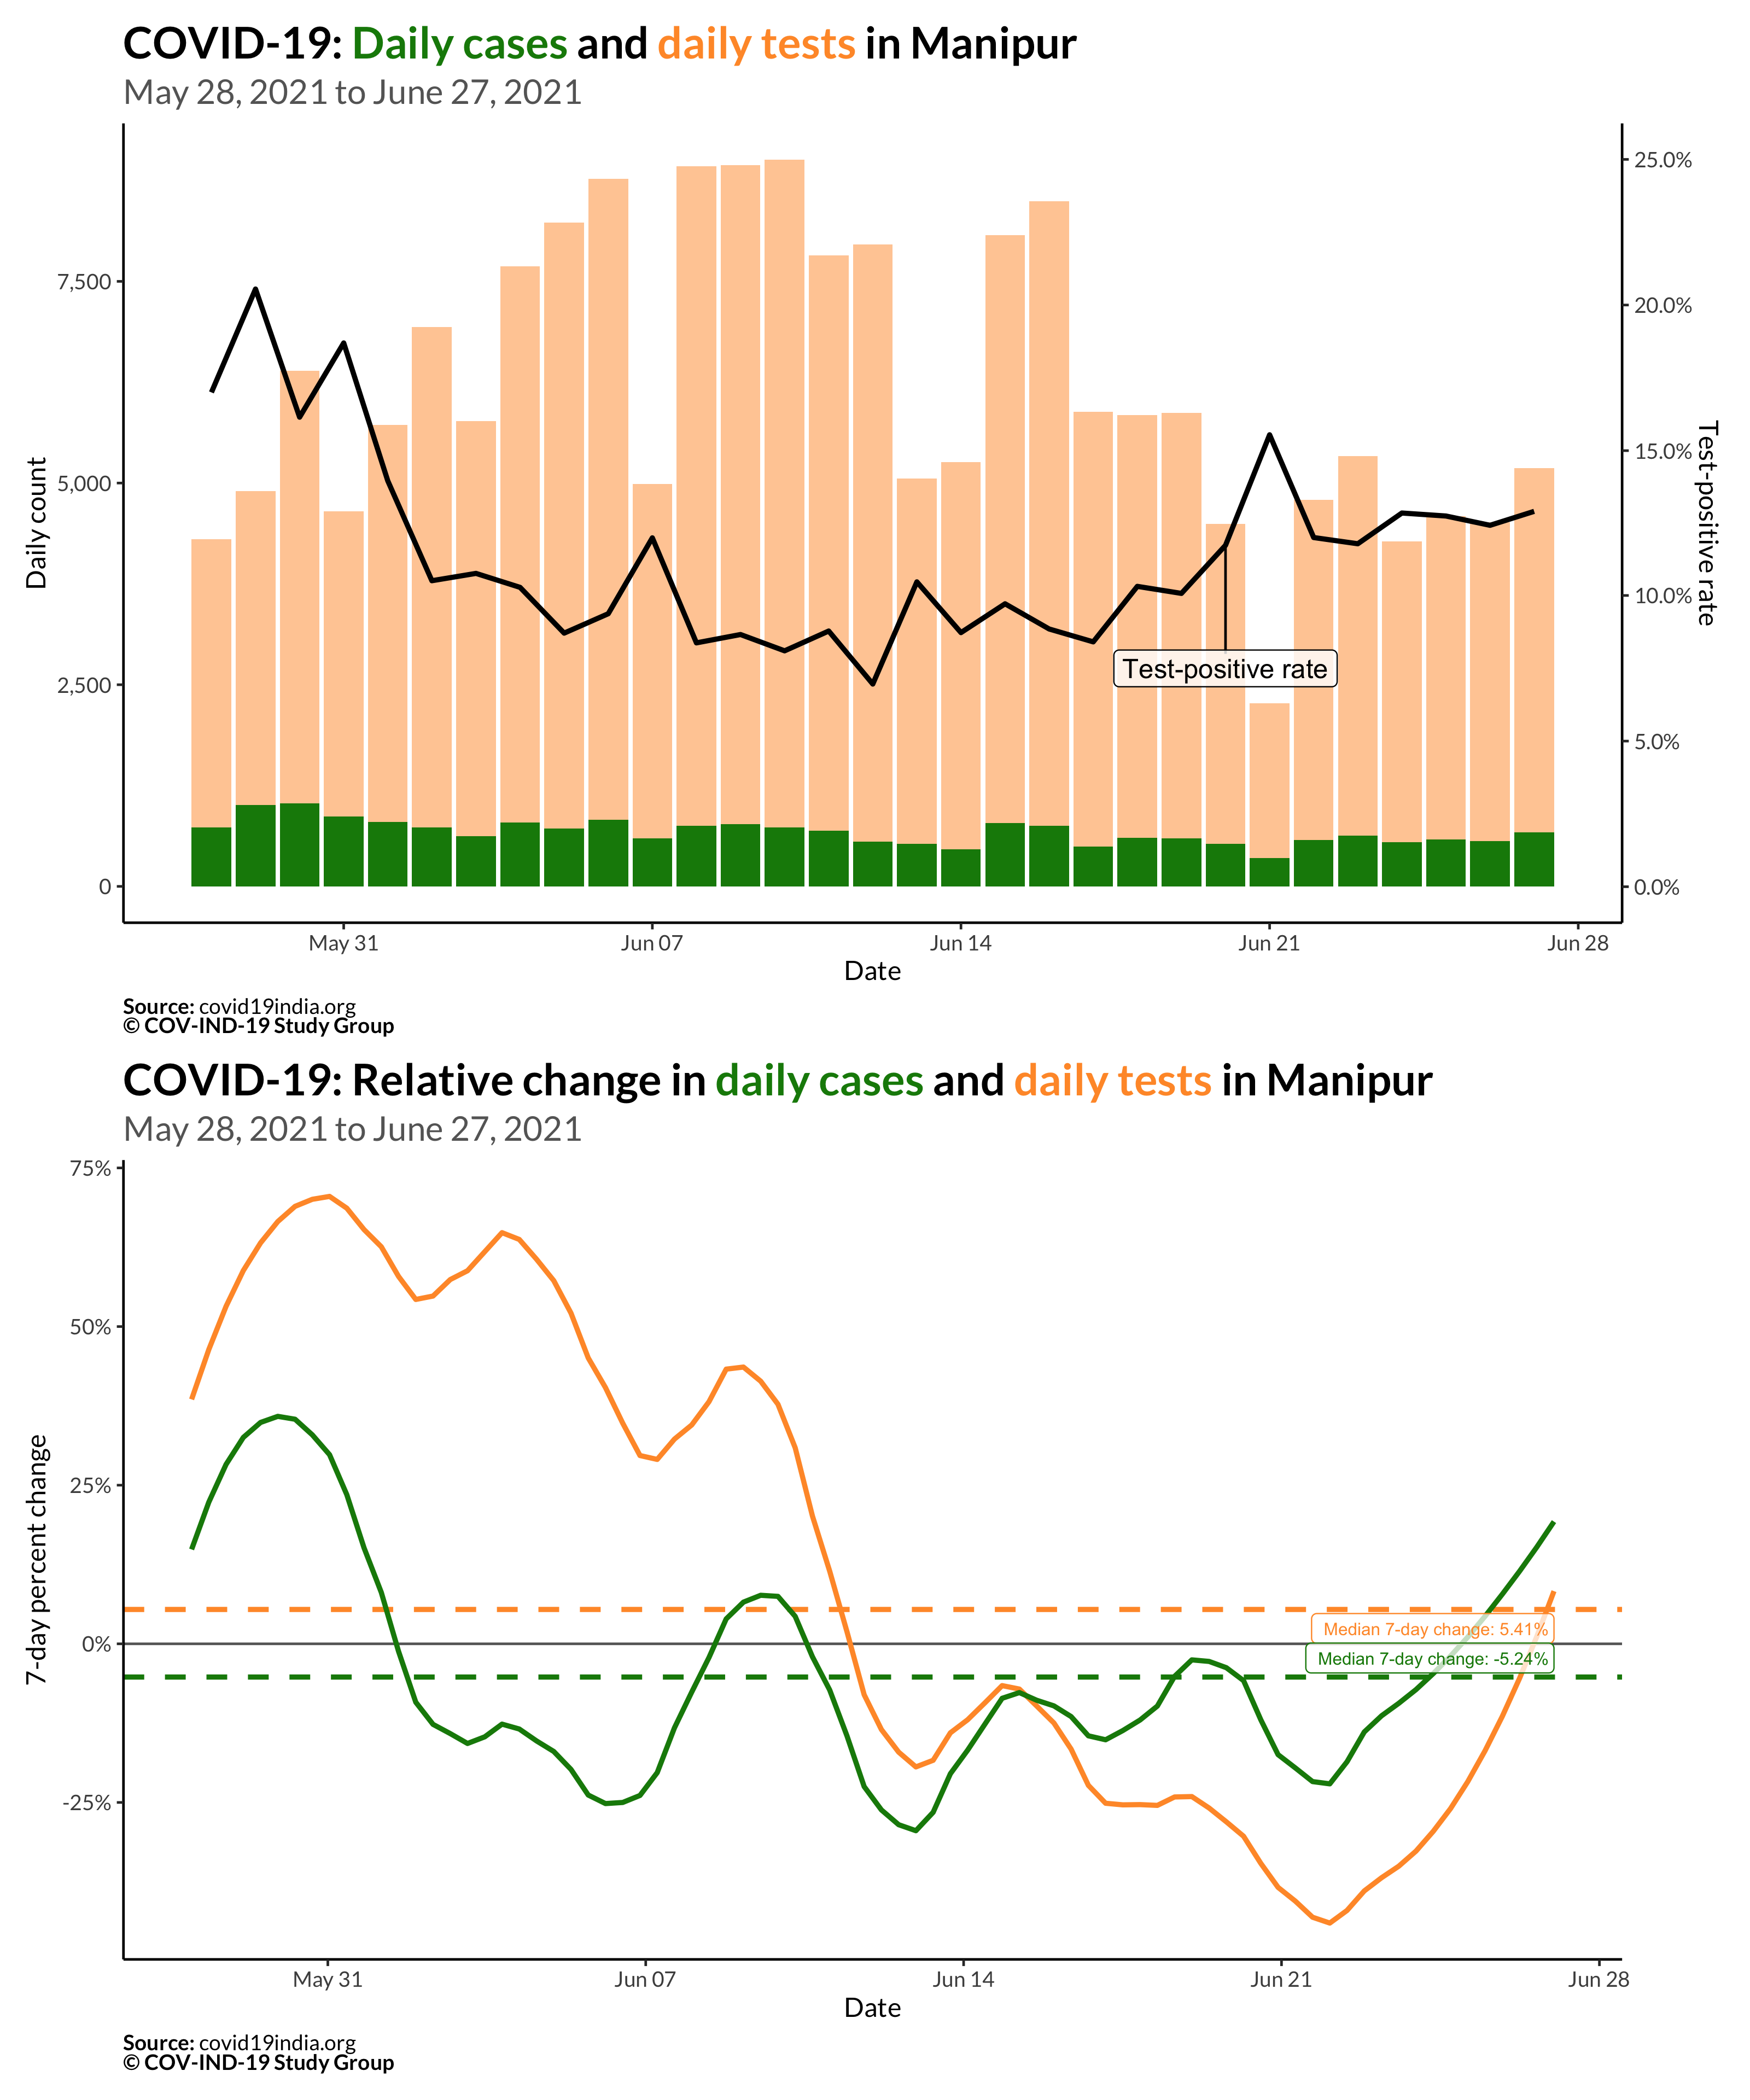 COVID-19: Daily cases and daily tests in Manipur
May 28, 2021 to June 27, 2021
25.0%
20.0%
15.0%
10.0%
5.0%
0.0%
7,500
5,000
2,500
0
Daily count
Test-positive rate
Test-positive rate
May 31
Jun 07
Jun 14
Jun 21
Jun 28
Date
Source: covid19india.org
© COV-IND-19 Study Group
COVID-19: Relative change in daily cases and daily tests in Manipur
May 28, 2021 to June 27, 2021
75%
50%
25%
0%
-25%
7-day percent change
Median 7-day change: 5.41%
Median 7-day change: -5.24%
May 31
Jun 07
Jun 14
Jun 21
Jun 28
Date
Source: covid19india.org
© COV-IND-19 Study Group